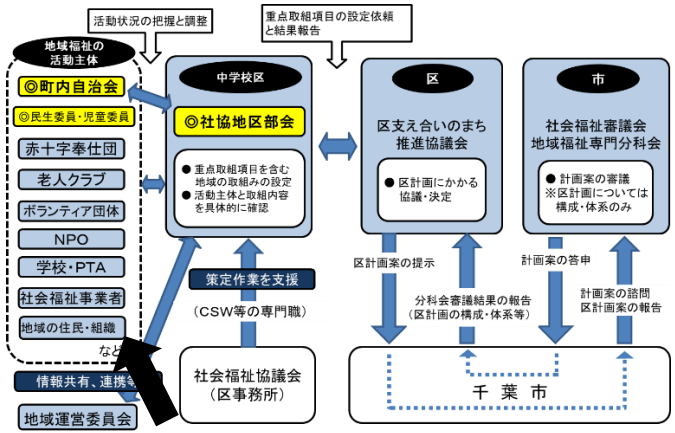 活動状況の把握と調整
重点取組項目の設定依頼
と結果報告
地域福祉の
活動主体
◎町内自治会
◎民生委員・児童委員
赤十字奉仕団
老人クラブ
ボランティア団体
NPO
学校・PTA
社会福祉事業者
地域の住民・組織
など
情報共有、連携等
地域運営委員会
中学校区
◎社協地区部会
● 重点取組項目を含む
地域の取組みの設定
● 活動主体と取組内容
を具体的に確認
策定作業を支援
(CSW等の専門職)
社会福祉協議会
(区事務所)
区
区支え合いのまち
推進協議会
● 区計画にかかる
協議・決定
区計画案の提示
分科会審議結果の報告
(区計画の構成・体系等)
市
社会福祉審議会
地域福祉専門分科会
● 計画案の審議
※区計画については
構成・体系のみ
計画案の答申
計画案の諮問
区計画案の報告
千葉市